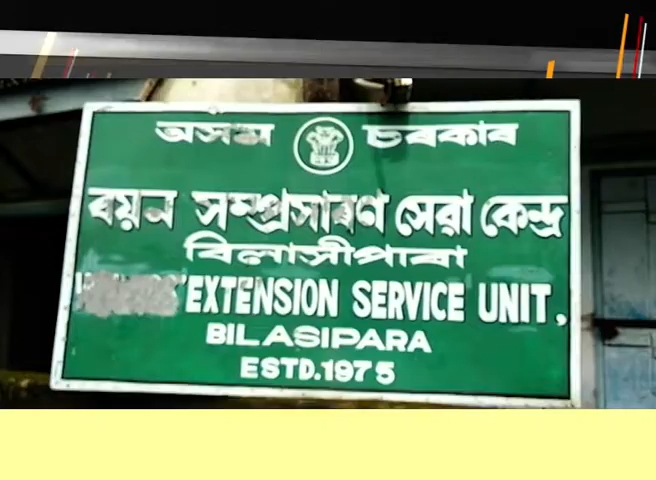 অসম চৰকাৰ
বয়ন সম্প্ৰসাৰণ সেৱা কেন্দ্ৰ
বিলাসীপাৰা
EXTENSION SERVICE UNIT,
BILASIPARA
ESTD.1975